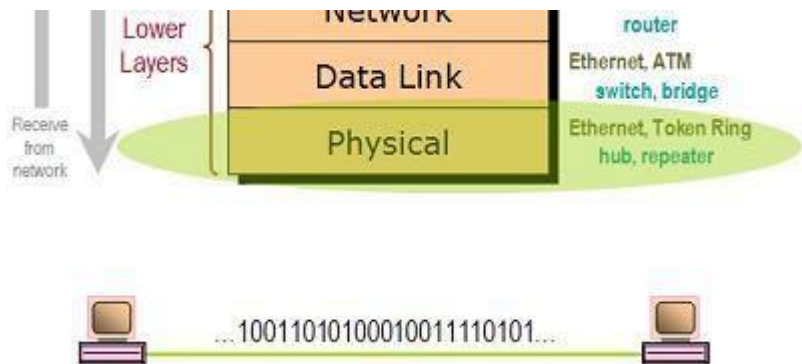 Lower
Layers
Receive
from
network
Network
Data Link
Physical
router
Ethernet, ATM
switch, bridge
Ethernet, Token Ring
hub, repeater
...10011010100010011110101...